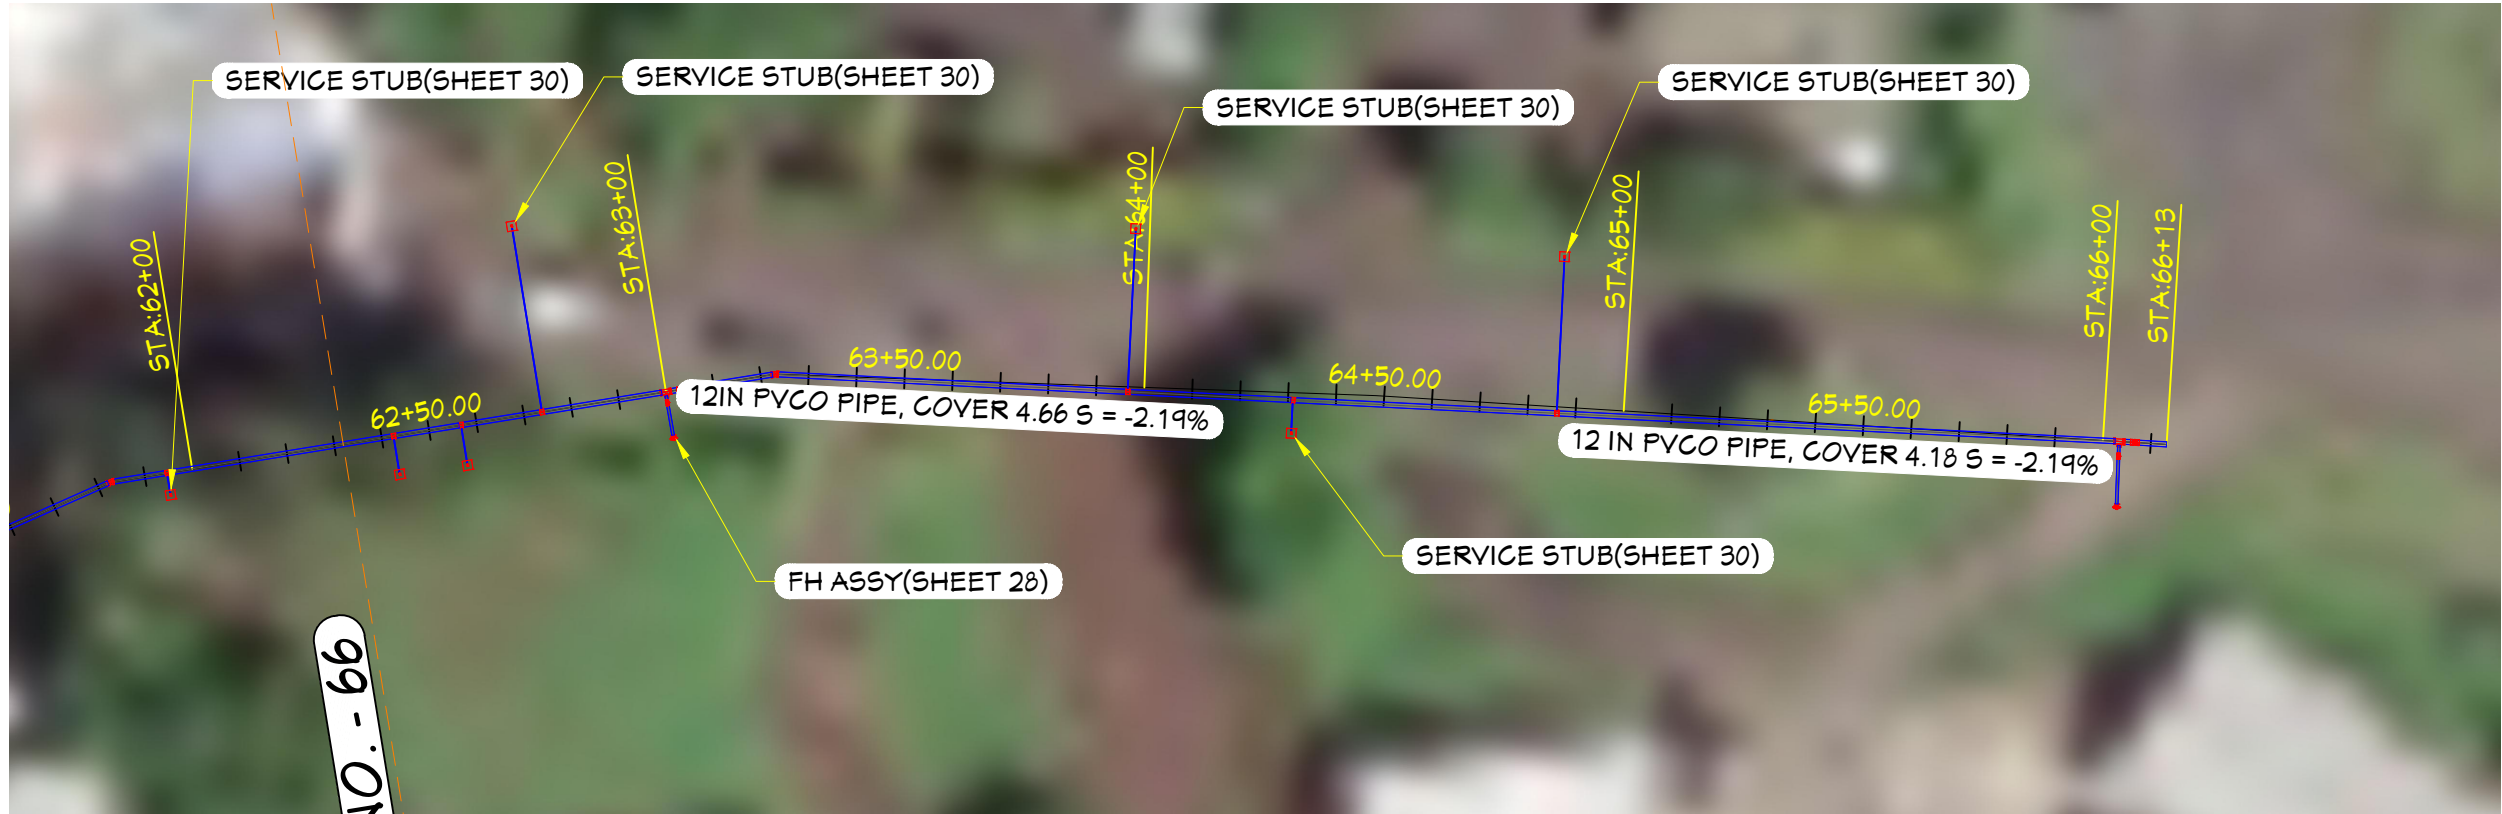 SERVICE STUB(SHEET 30)
SERVICE STUB(SHEET 30)
SERVICE STUB(SHEET 30)
SERVICE STUB(SHEET 30)
STA:62+00
STA:63+00
STA:64+00
STA:65+00
STA:66+00
STA:66+13
62+50.00
63+50.00
64+50.00
65+50.00
12IN PVCO PIPE, COVER 4.66 S = -2.19%
12 IN PVCO PIPE, COVER 4.18 S = -2.19%
FH ASSY(SHEET 28)
SERVICE STUB(SHEET 30)